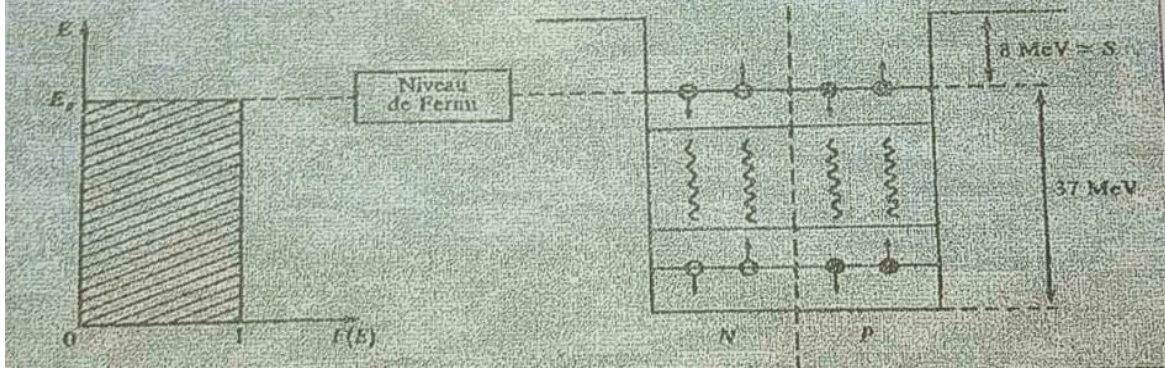 E
8 MeV = S
E_F
Niveau
de Fermi
37 MeV
0
1
F(E)
N
P